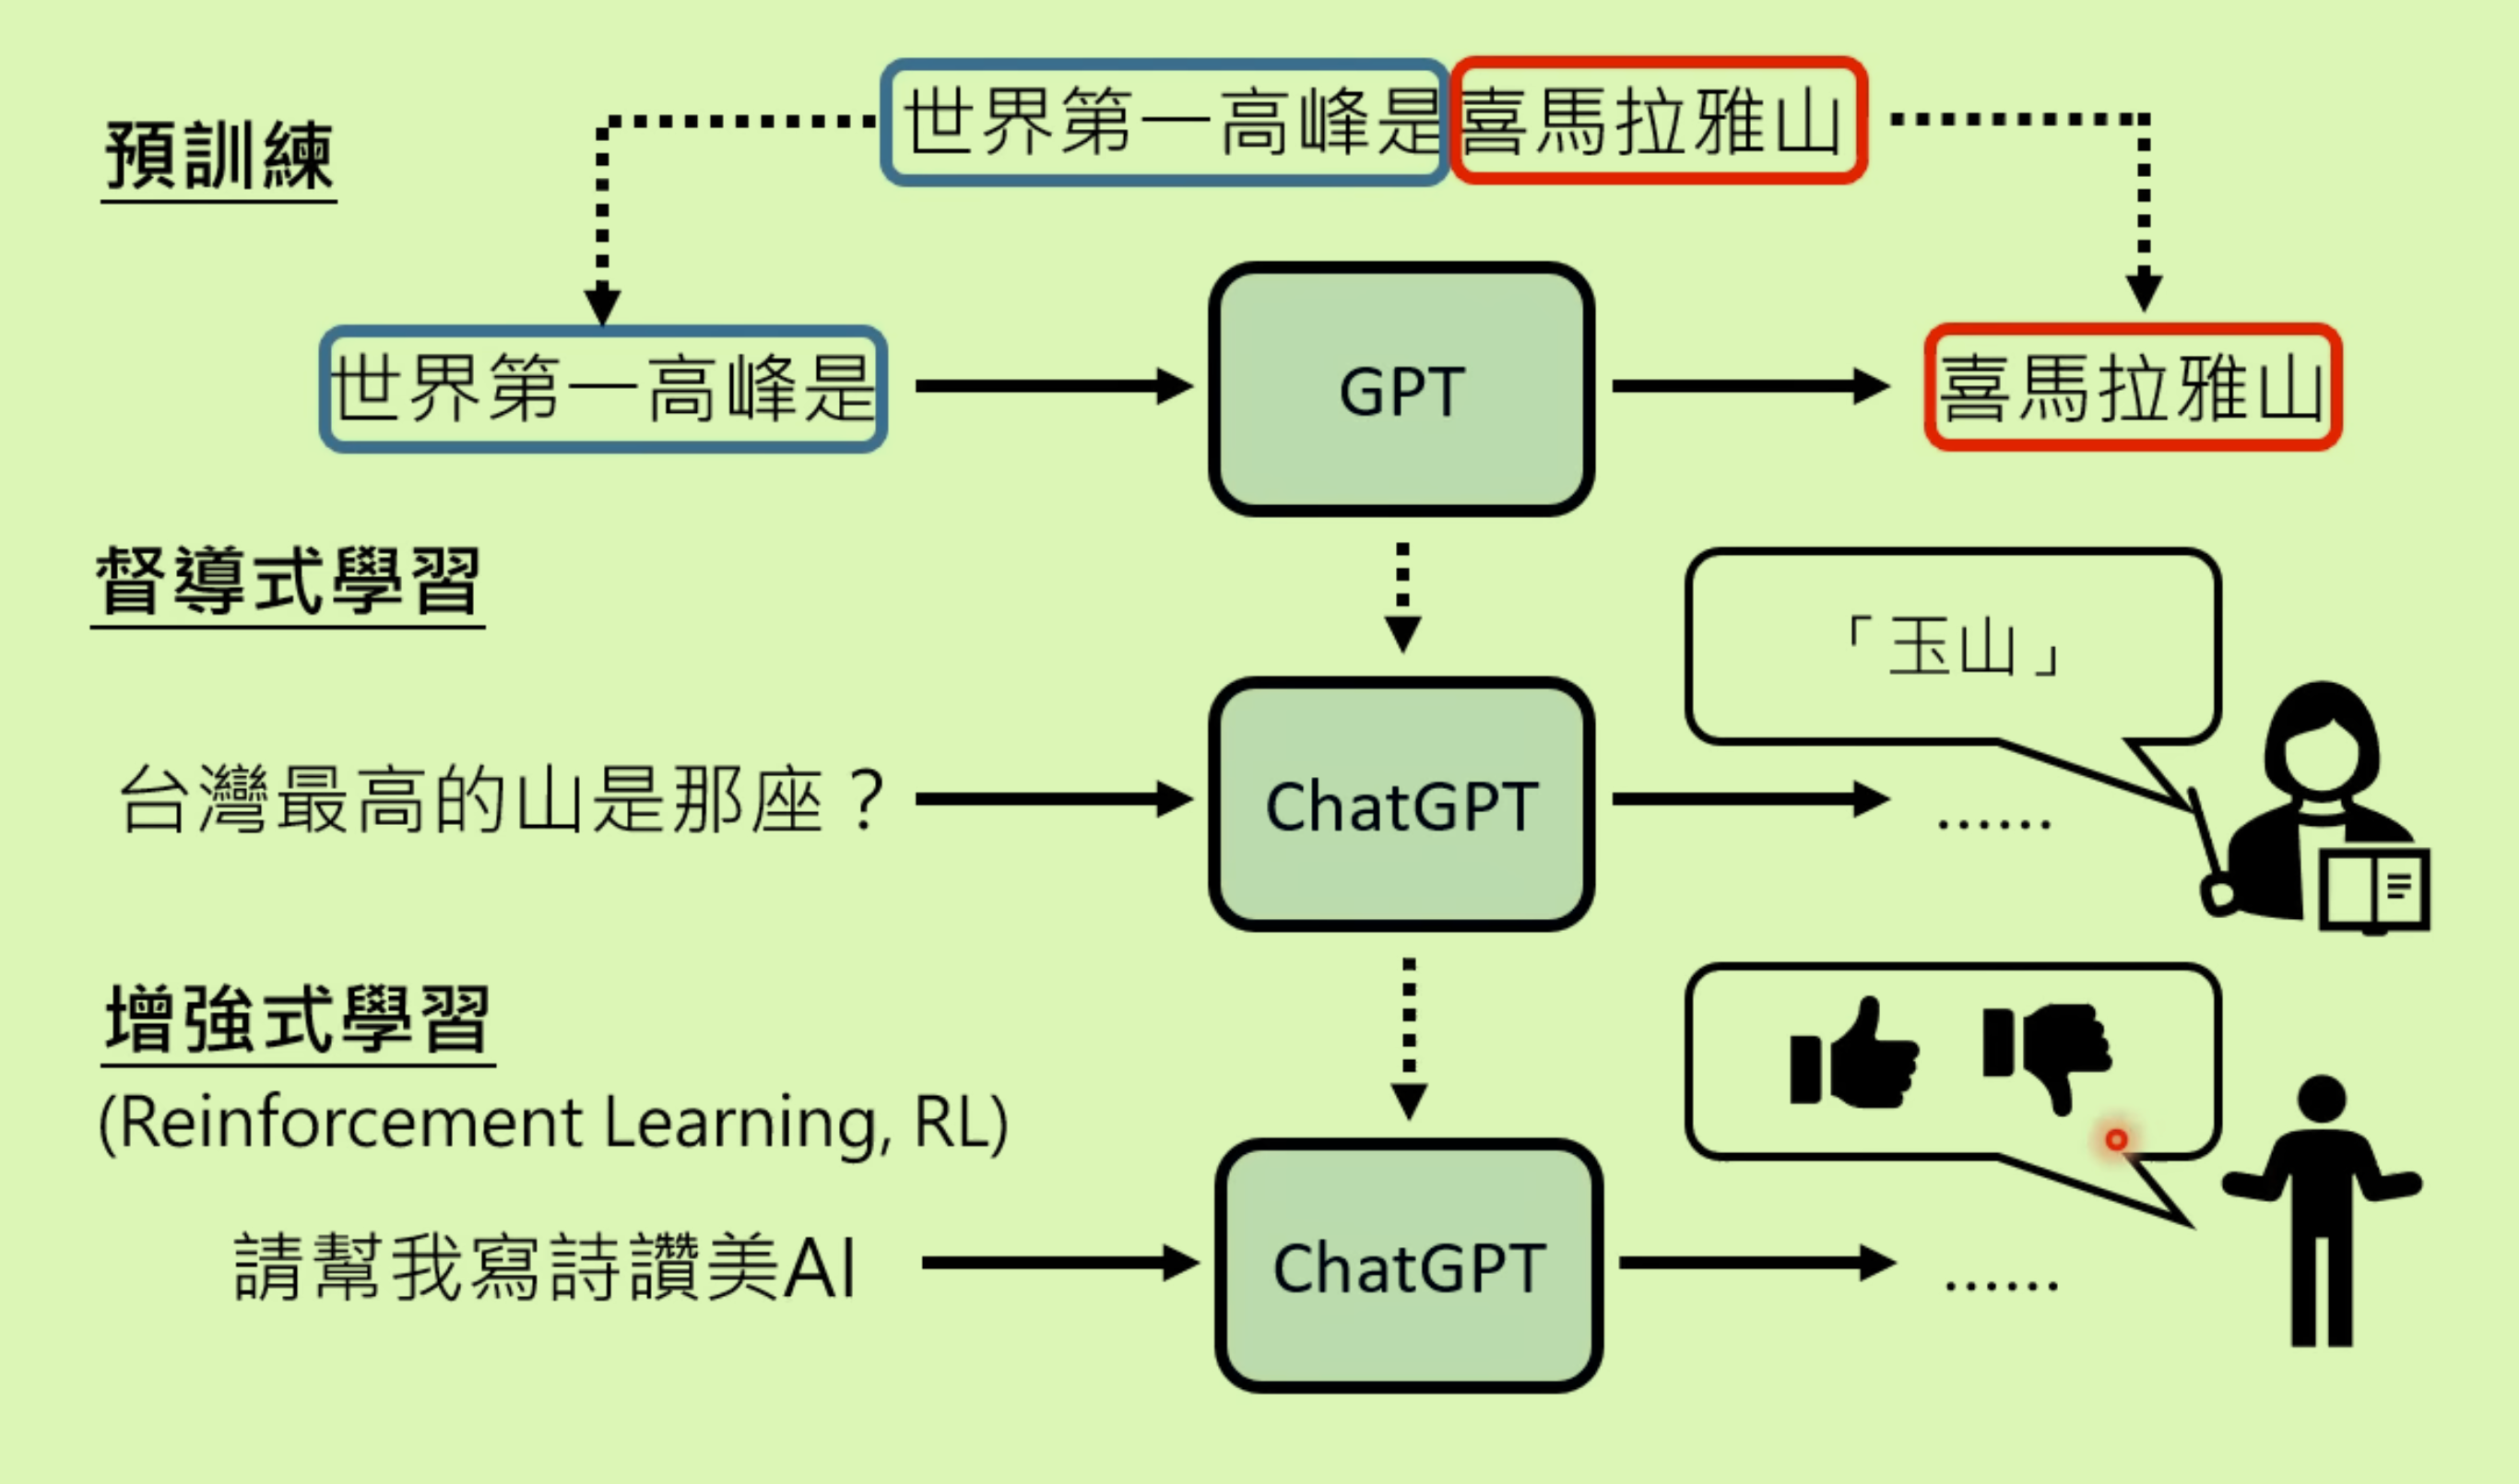 世界第一高峰是喜馬拉雅山
預訓練
世界第一高峰是
GPT
喜馬拉雅山
督導式學習
「玉山」
台灣最高的山是那座？
ChatGPT
......
增強式學習
(Reinforcement Learning, RL)
請幫我寫詩讚美AI
ChatGPT
......